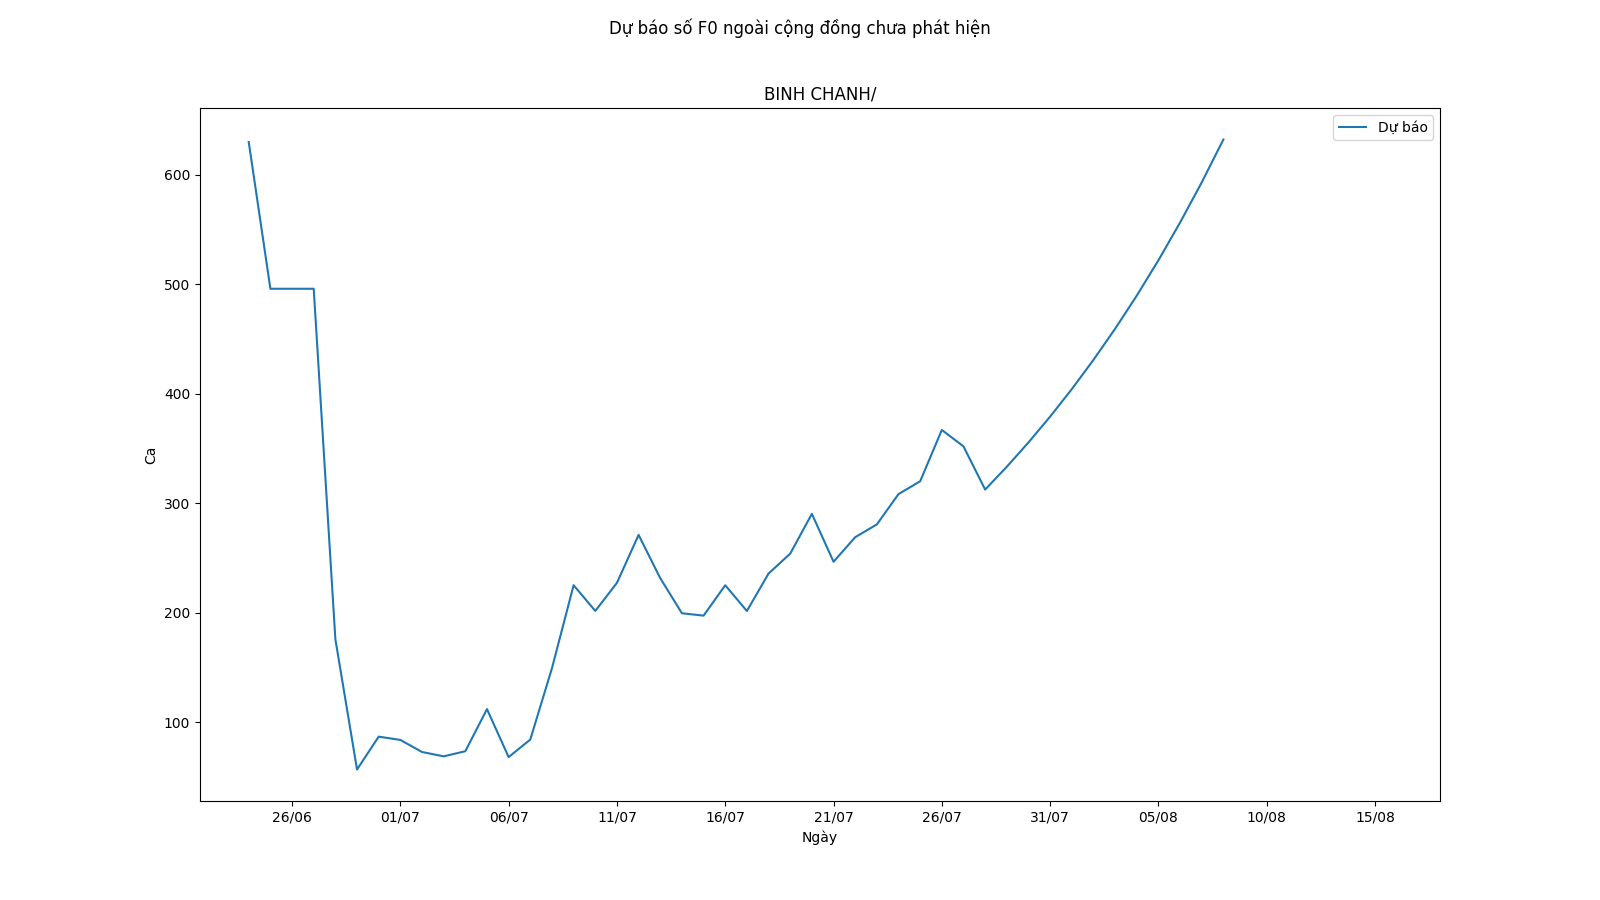 Dự báo số F0 ngoài cộng đồng chưa phát hiện
BINH CHANH/
Dự báo
600
500
400
300
200
100
Ca
26/06 01/07 06/07 11/07 16/07 21/07 26/07 31/07 05/08 10/08 15/08
Ngày